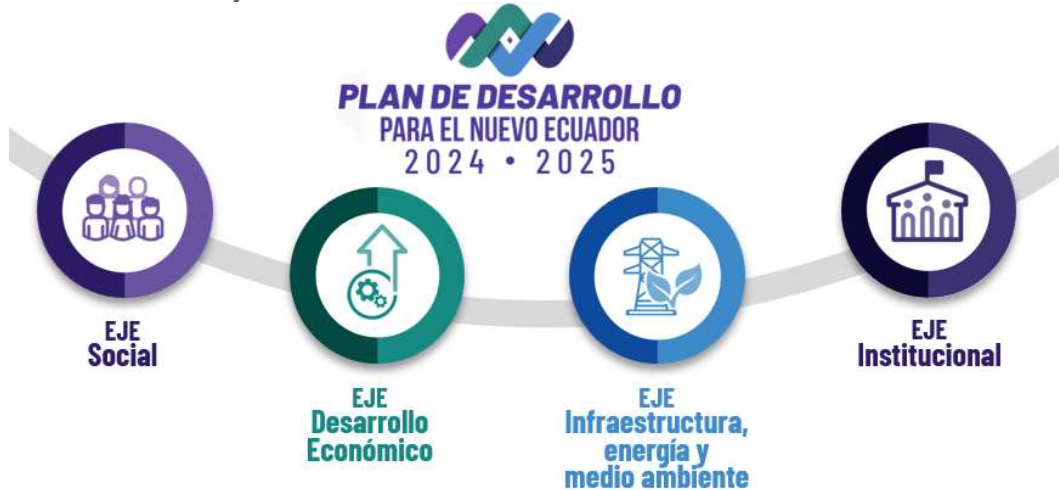 PLAN DE DESARROLLO
PARA EL NUEVO ECUADOR
2024 • 2025
EJE
Social
EJE
Desarrollo
Económico
EJE
Infraestructura,
energía y
medio ambiente
EJE
Institucional